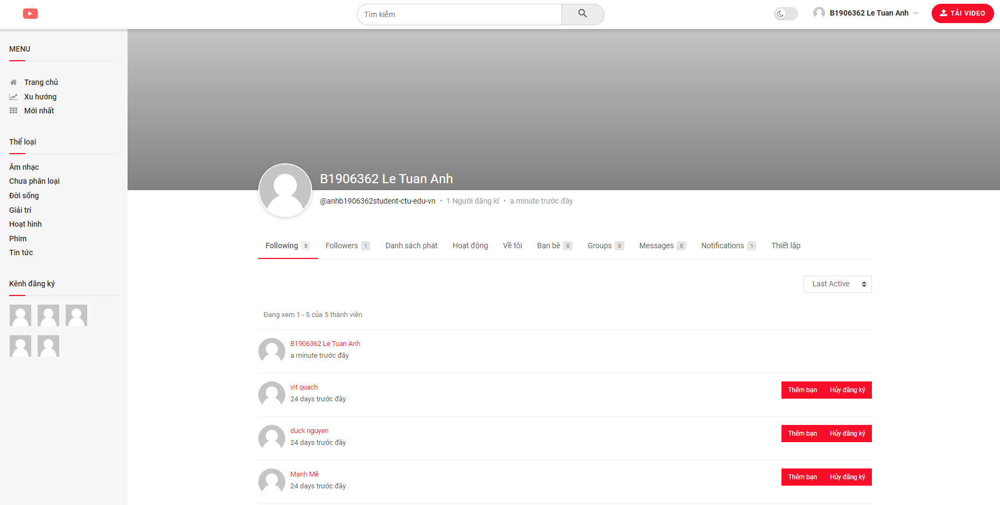 Tìm kiếm
B1906362 Le Tuan Anh
TẢI VIDEO
MENU
Trang chủ
Xu hướng
Mới nhất
Thể loại
Âm nhạc
Chưa phân loại
Đời sống
Giải trí
Hoạt hình
Phim
Tin tức
Kênh đăng ký
B1906362 Le Tuan Anh
@anhb1906362student-ctu-edu-vn • 1 Người đăng kí • a minute trước đây
Following 5 Followers 1 Danh sách phát Hoạt động Về tôi Bạn bè 0 Groups 0 Messages 0 Notifications 1 Thiết lập
Last Active
Đang xem 1 - 5 của 5 thành viên
B1906362 Le Tuan Anh
a minute trước đây
vit quach
24 days trước đây
Thêm bạn Hủy đăng ký
duck nguyen
24 days trước đây
Thêm bạn Hủy đăng ký
Mạnh Mẽ
24 days trước đây
Thêm bạn Hủy đăng ký